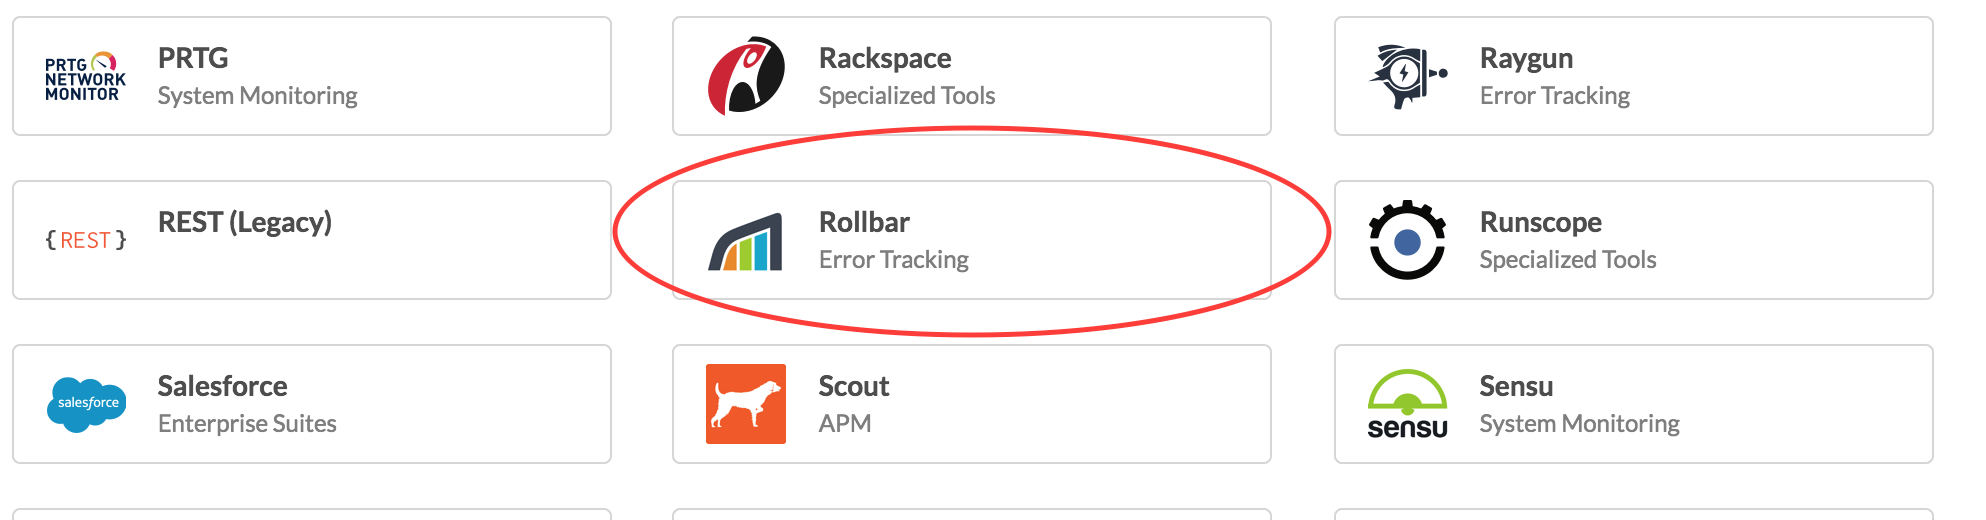 PRTG
NETWORK
MONITOR
PRTG
System Monitoring
Rackspace
Specialized Tools
Raygun
Error Tracking
{REST}
REST (Legacy)
Rollbar
Error Tracking
Runscope
Specialized Tools
salesforce
Salesforce
Enterprise Suites
Scout
APM
sensu
Sensu
System Monitoring